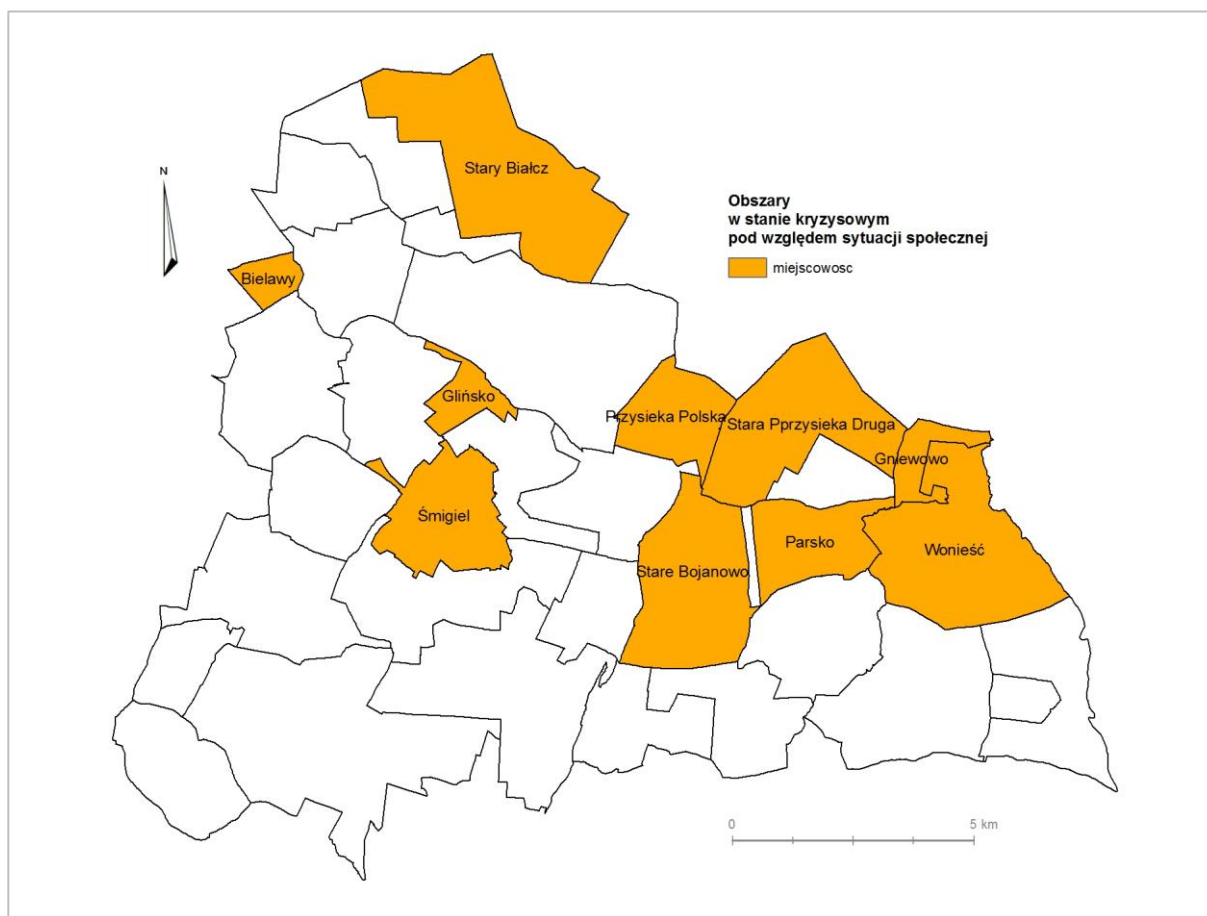 N
Stary Białcz
Obszary
w stanie kryzysowym
pod względem sytuacji społecznej
miejscowosc
Bielawy
Glińsko
Przysieka Polska
Stara Pprzysieka Druga
Gniewowo
Śmigiel
Parsko
Wonieść
Stare Bojanowo
0
5 km